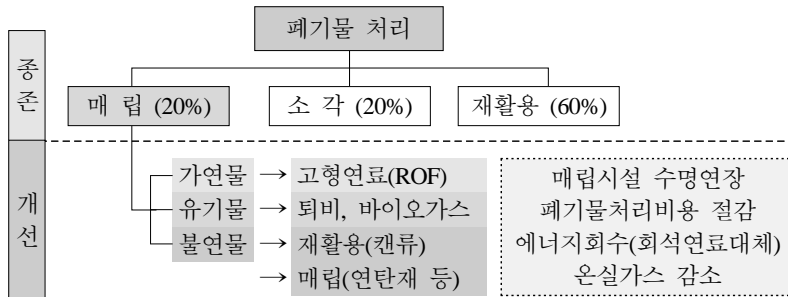 폐기물 처리
종존
매 립 (20%)
소 각 (20%)
재활용 (60%)
개선
가연물 → 고형연료(ROF)
유기물 → 퇴비, 바이오가스
불연물 → 재활용(캔류)
→ 매립(연탄재 등)
매립시설 수명연장
폐기물처리비용 절감
에너지회수(회석연료대체)
온실가스 감소